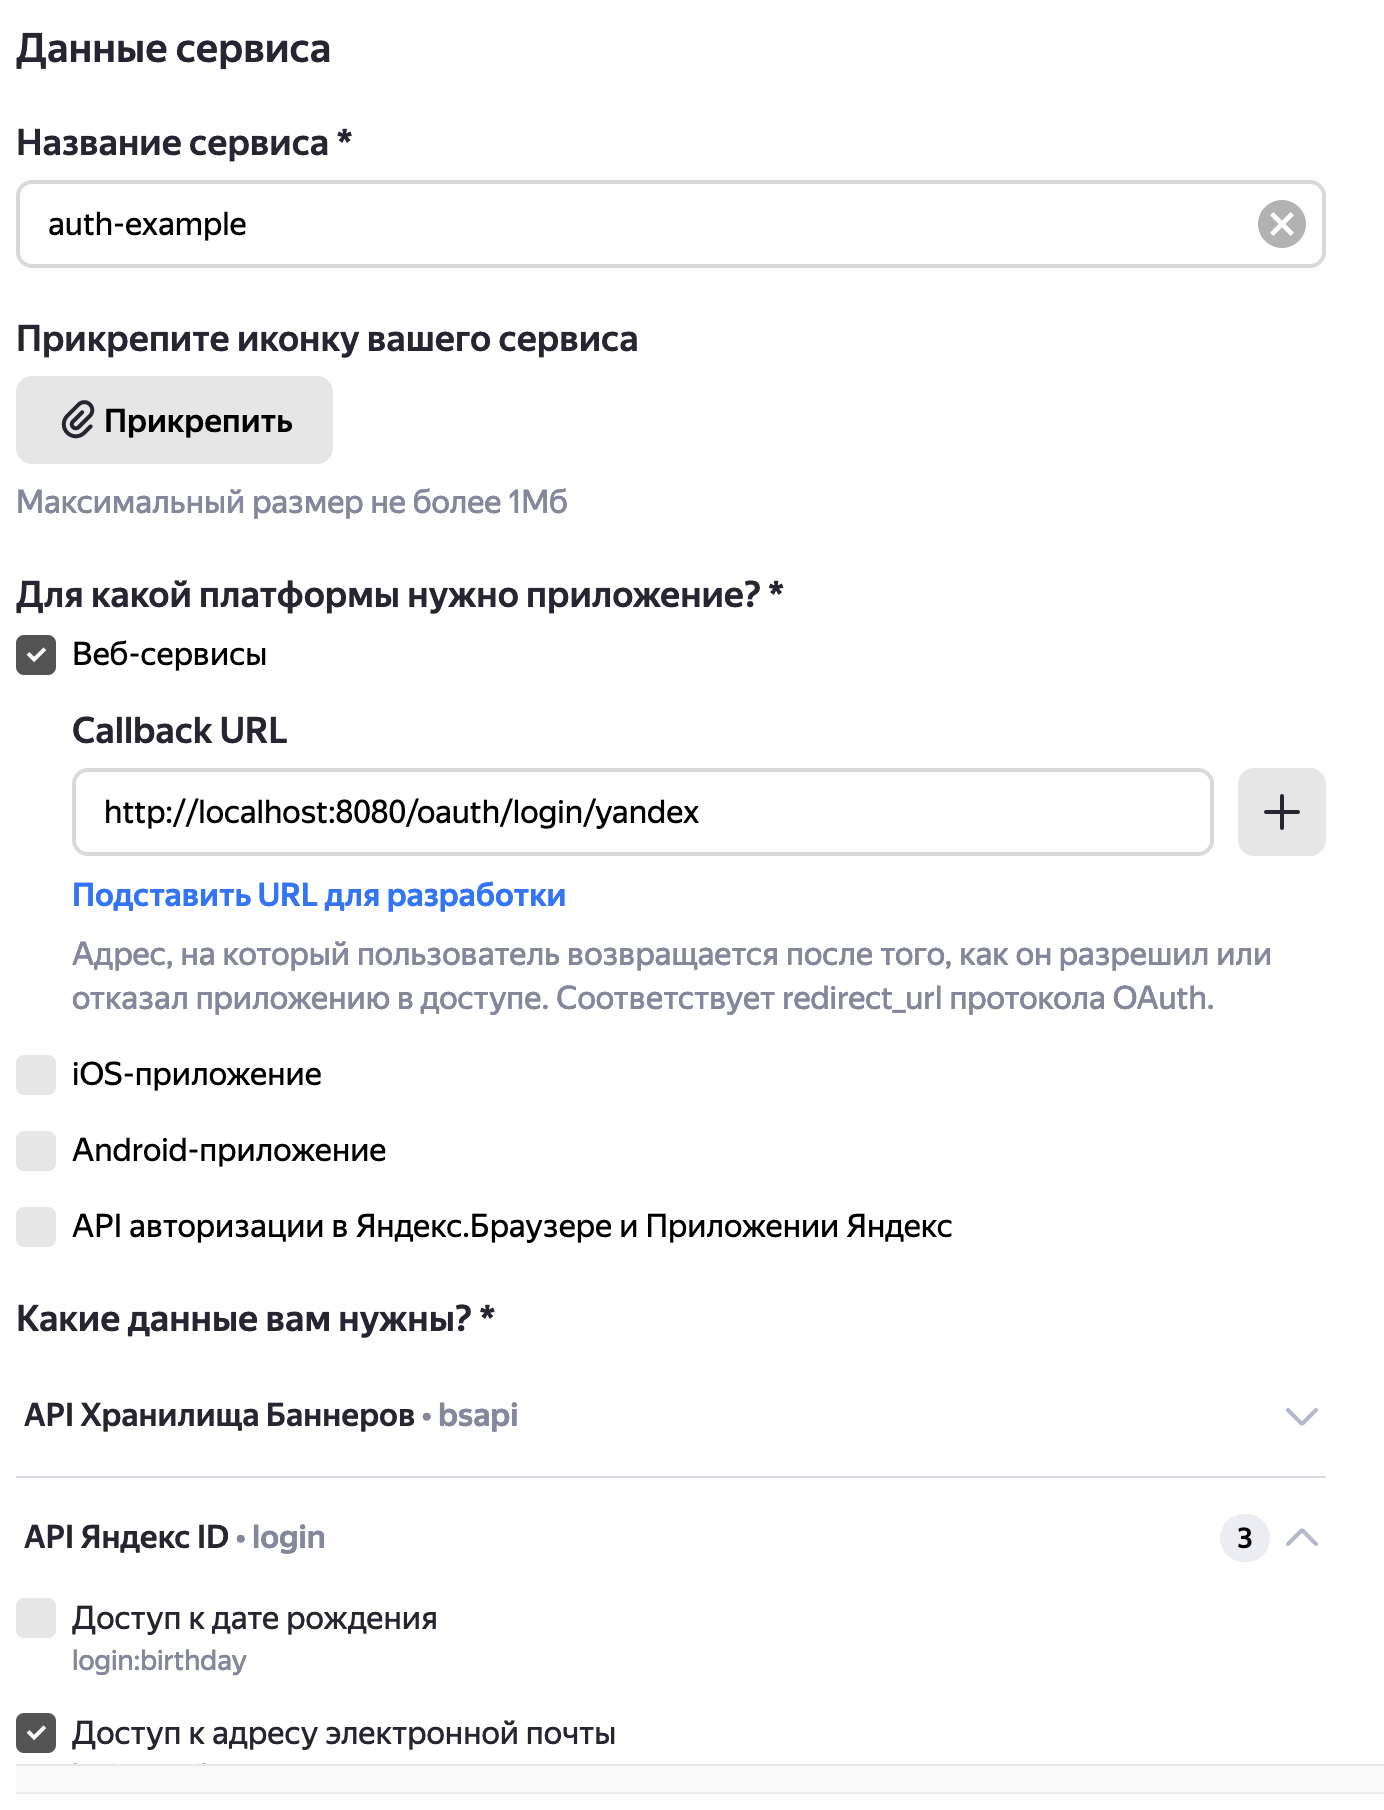 Данные сервиса
Название сервиса *
auth-example
Прикрепите иконку вашего сервиса
Прикрепить
Максимальный размер не более 1Мб
Для какой платформы нужно приложение? *
Веб-сервисы
Callback URL
http://localhost:8080/oauth/login/yandex
Подставить URL для разработки
Адрес, на который пользователь возвращается после того, как он разрешил или
отказал приложению в доступе. Соответствует redirect_url протокола OAuth.
iOS-приложение
Android-приложение
API авторизации в Яндекс.Браузере и Приложении Яндекс
Какие данные вам нужны? *
API Хранилища Баннеров • bsapi
API Яндекс ID • login 3
Доступ к дате рождения
login:birthday
Доступ к адресу электронной почты